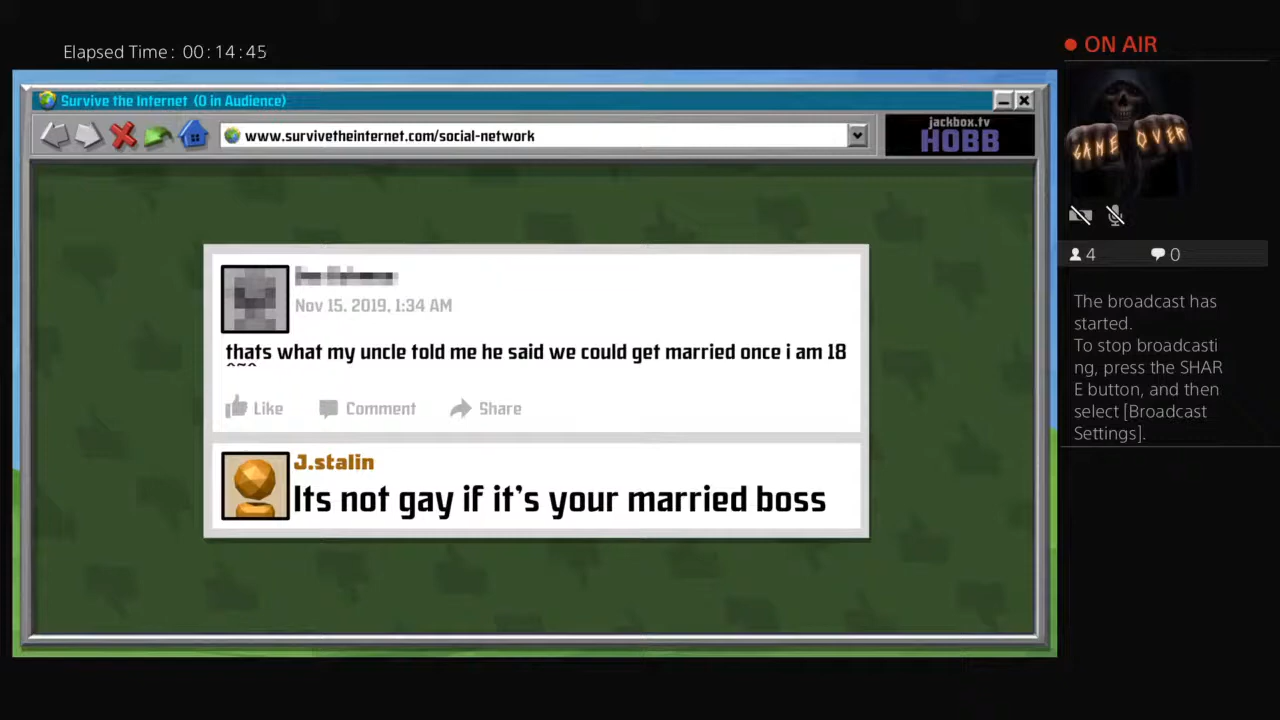 Elapsed Time: 00:14:45
ON AIR
Survive the Internet (0 in Audience)
www.survivetheinternet.com/social-network
jackbox.tv
HOBB
GAME OVER
4
0
Nov 15. 2019, 1:34 AM
thats what my uncle told me he said we could get married once i am 18
Like
Comment
Share
J.stalin
Its not gay if it's your married boss
The broadcast has
started.
To stop broadcasti
ng, press the SHAR
E button, and then
select [Broadcast
Settings].